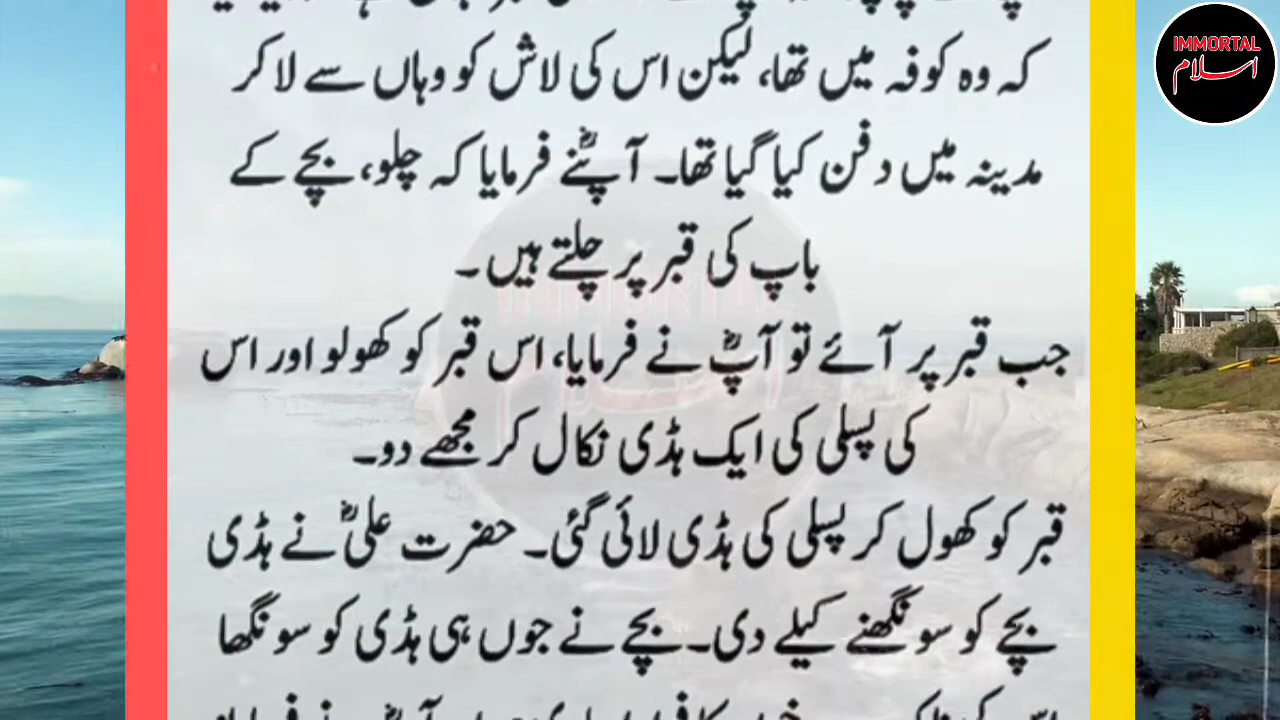 IMMORTAL
اسلام
کہ وہ کوفہ میں تھا، لیکن اس کی لاش کو وہاں سے لا کر
مدینہ میں دفن کیا گیا تھا۔ آپؓ نے فرمایا کہ چلو، بچے کے
باپ کی قبر پر چلتے ہیں۔
جب قبر پر آئے تو آپؓ نے فرمایا، اس قبر کو کھولو اور اس
کی پسلی کی ایک ہڈی نکال کر مجھے دو۔
قبر کو کھول کر پسلی کی ہڈی لائی گئی۔ حضرت علیؓ نے ہڈی
بچے کو سونگھنے کیلے دی۔ بچے نے جوں ہی ہڈی کو سونگھا